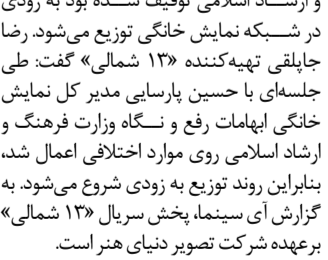 و ارشاد اسلامی توقیف شده بود به زودی
در شبکه نمایش خانگی توزیع می‌شود. رضا
جاپلقی تهیه‌کننده «۱۳ شمالی» گفت: طی
جلسه‌ای با حسین پارسایی مدیر کل نمایش
خانگی ابهامات رفع و نگاه وزارت فرهنگ و
ارشاد اسلامی روی موارد اختلافی اعمال شد،
بنابراین روند توزیع به زودی شروع می‌شود. به
گزارش آی سینما، پخش سریال «۱۳ شمالی»
برعهده شرکت تصویر دنیای هنر است.